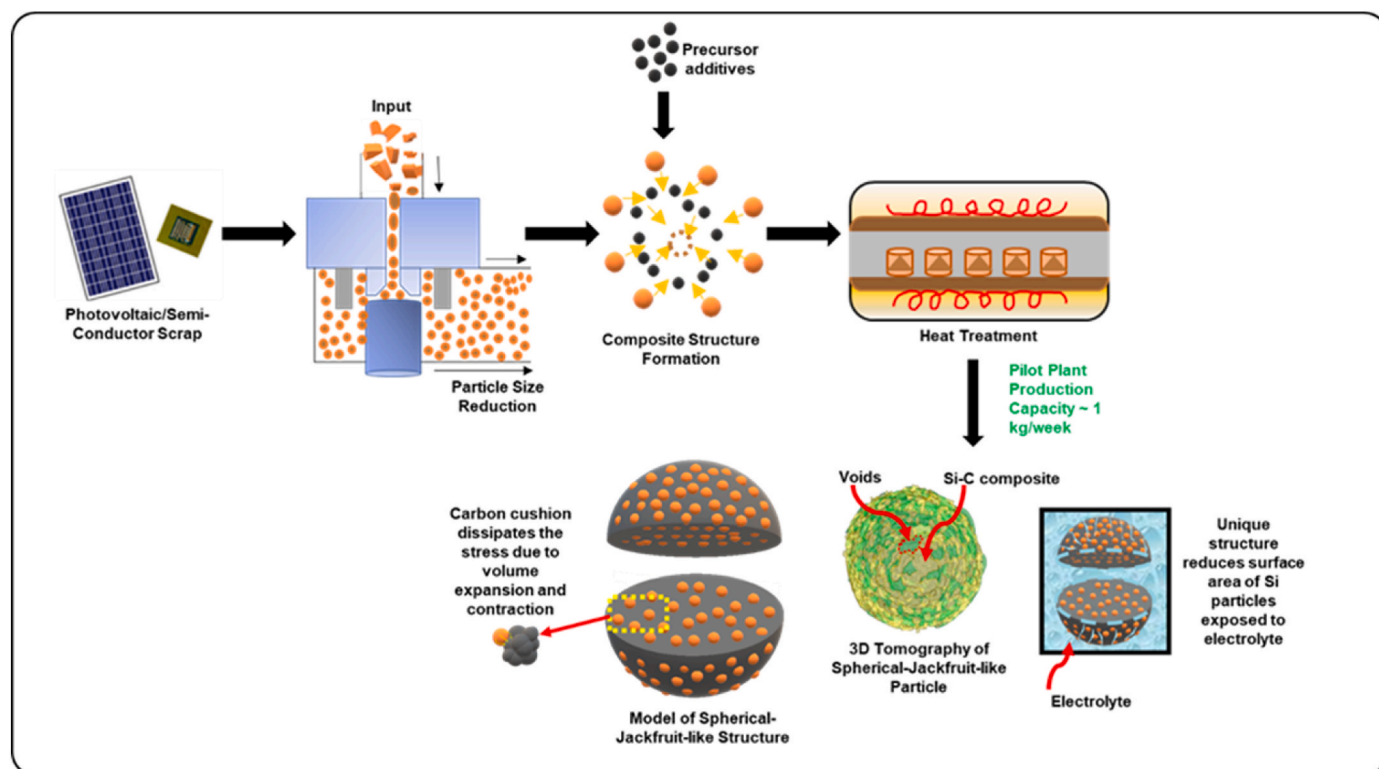 Precursor
additives
Input
Photovoltaic/Semi-
Conductor Scrap
Particle Size
Reduction
Composite Structure
Formation
Heat Treatment
Pilot Plant
Production
Capacity ~ 1
kg/week
Carbon cushion
dissipates the
stress due to
volume
expansion and
contraction
Model of Spherical-
Jackfruit-like Structure
Voids
Si-C composite
3D Tomography of
Spherical-Jackfruit-like
Particle
Unique
structure
reduces surface
area of Si
particles
exposed to
electrolyte
Electrolyte